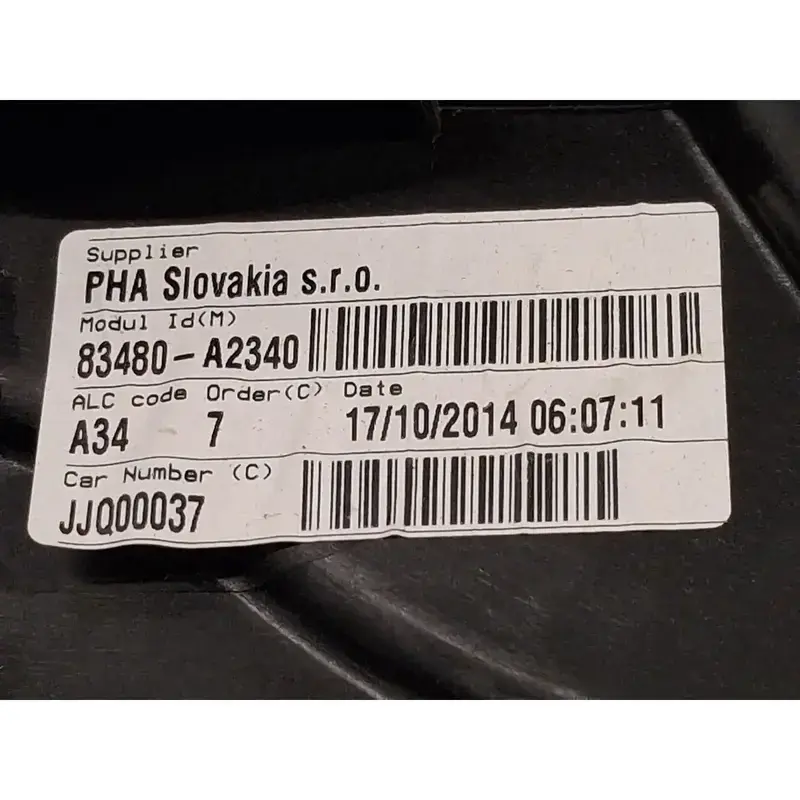 Supplier
PHA Slovakia s.r.o.
Modul Id(M)
83480-A2340
ALC code Order(C) Date
A34 7 17/10/2014 06:07:11
Car Number (C)
JJQ00037